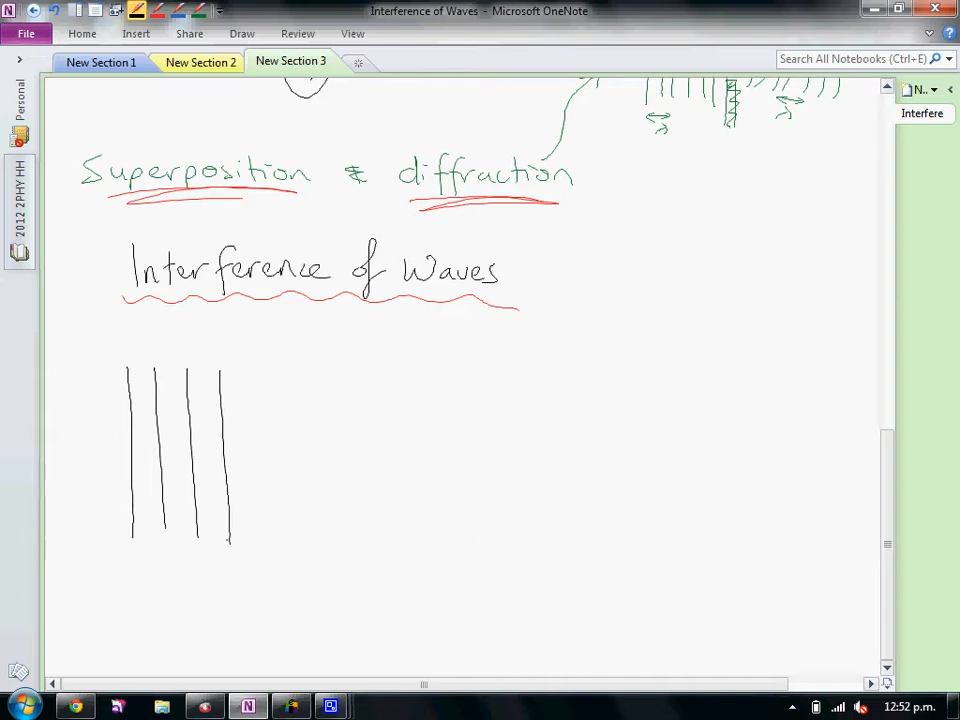 Interference of Waves - Microsoft OneNote
File Home Insert Share Draw Review View
New Section 1 New Section 2 New Section 3
Search All Notebooks (Ctrl+E)
N..
Interfere
Personal
2012 2PHY HH
λ λ
Superposition & diffraction
Interference of Waves
12:52 p.m.